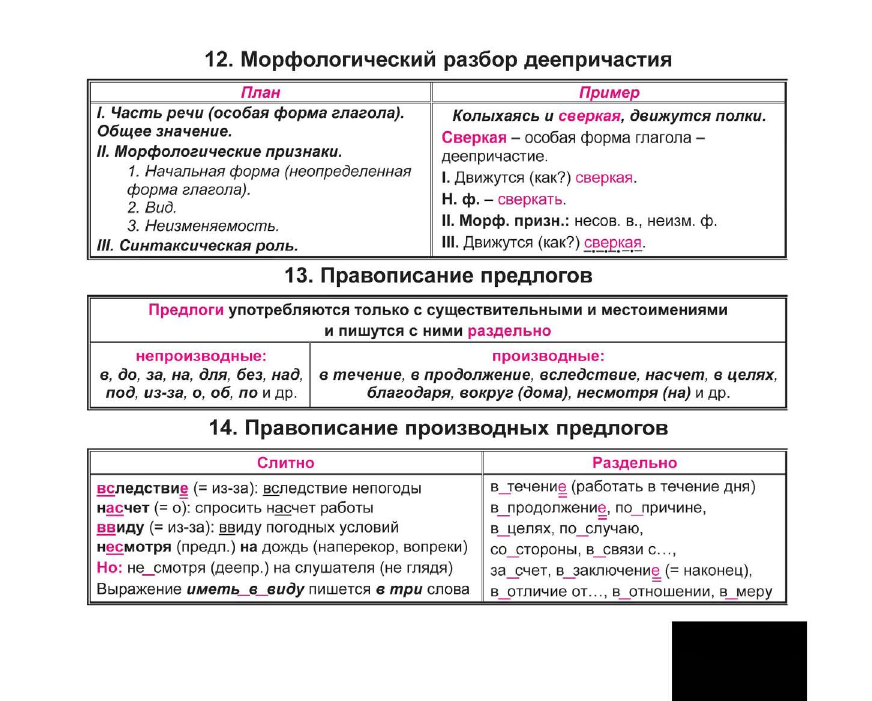 12. Морфологический разбор деепричастия
План
Пример
I. Часть речи (особая форма глагола).
Общее значение.
II. Морфологические признаки.
1. Начальная форма (неопределенная
форма глагола).
2. Вид.
3. Неизменяемость.
III. Синтаксическая роль.
Колыхаясь и сверкая, движутся полки.
Сверкая – особая форма глагола –
деепричастие.
I. Движутся (как?) сверкая.
Н. ф. – сверкать.
II. Морф. призн.: несов. в., неизм. ф.
III. Движутся (как?) сверкая.
13. Правописание предлогов
Предлоги употребляются только с существительными и местоимениями
и пишутся с ними раздельно
непроизводные:
в, до, за, на, для, без, над,
под, из-за, о, об, по и др.
производные:
в течение, в продолжение, вследствие, насчет, в целях,
благодаря, вокруг (дома), несмотря (на) и др.
14. Правописание производных предлогов
Слитно
Раздельно
вследствие (= из-за): вследствие непогоды
насчет (= о): спросить насчет работы
ввиду (= из-за): ввиду погодных условий
несмотря (предл.) на дождь (наперекор, вопреки)
Но: не_смотря (деепр.) на слушателя (не глядя)
Выражение иметь_в_виду пишется в три слова
в_течение (работать в течение дня)
в_продолжение, по_причине,
в_целях, по_случаю,
со_стороны, в_связи с…,
за_счет, в_заключение (= наконец),
в_отличие от…, в_отношении, в_меру